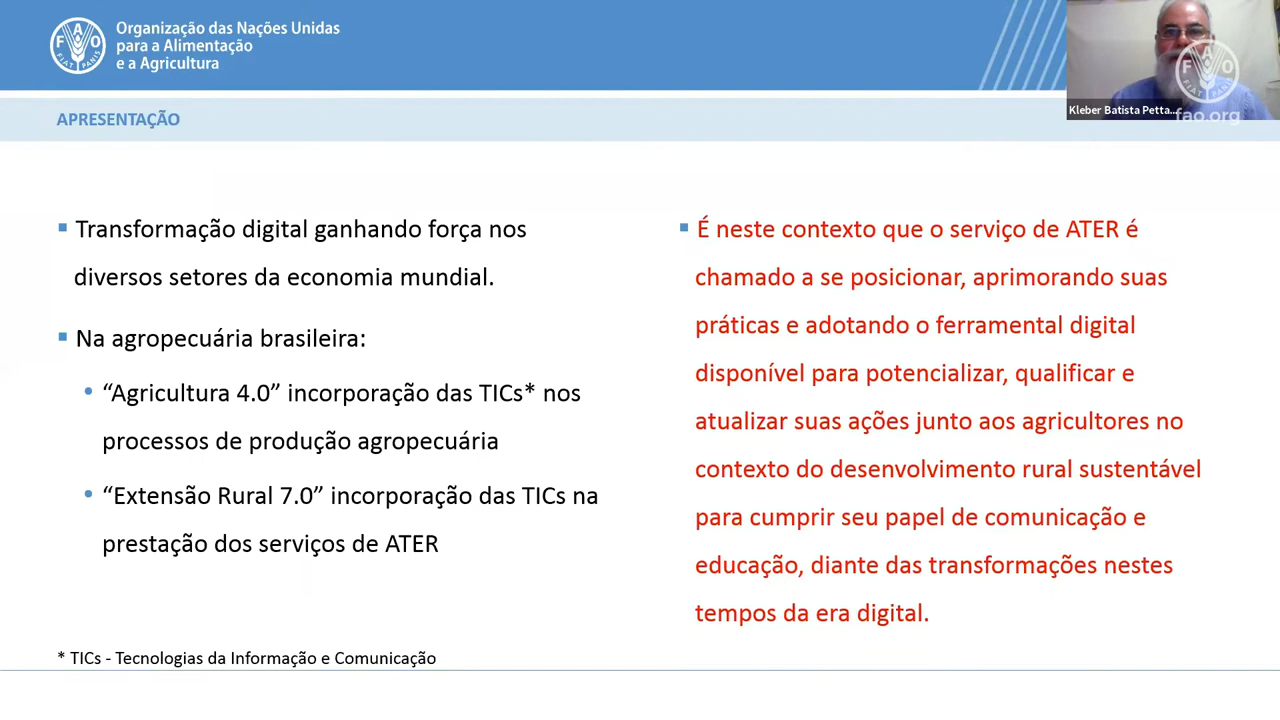 Organização das Nações Unidas
para a Alimentação
e a Agricultura
F A O
FIAT PANIS
APRESENTAÇÃO
F A O
FIAT PANIS
Kleber Batista Petta...
fao.org
Transformação digital ganhando força nos
diversos setores da economia mundial.
Na agropecuária brasileira:
“Agricultura 4.0” incorporação das TICs* nos
processos de produção agropecuária
“Extensão Rural 7.0” incorporação das TICs na
prestação dos serviços de ATER
* TICs - Tecnologias da Informação e Comunicação
É neste contexto que o serviço de ATER é
chamado a se posicionar, aprimorando suas
práticas e adotando o ferramental digital
disponível para potencializar, qualificar e
atualizar suas ações junto aos agricultores no
contexto do desenvolvimento rural sustentável
para cumprir seu papel de comunicação e
educação, diante das transformações nestes
tempos da era digital.